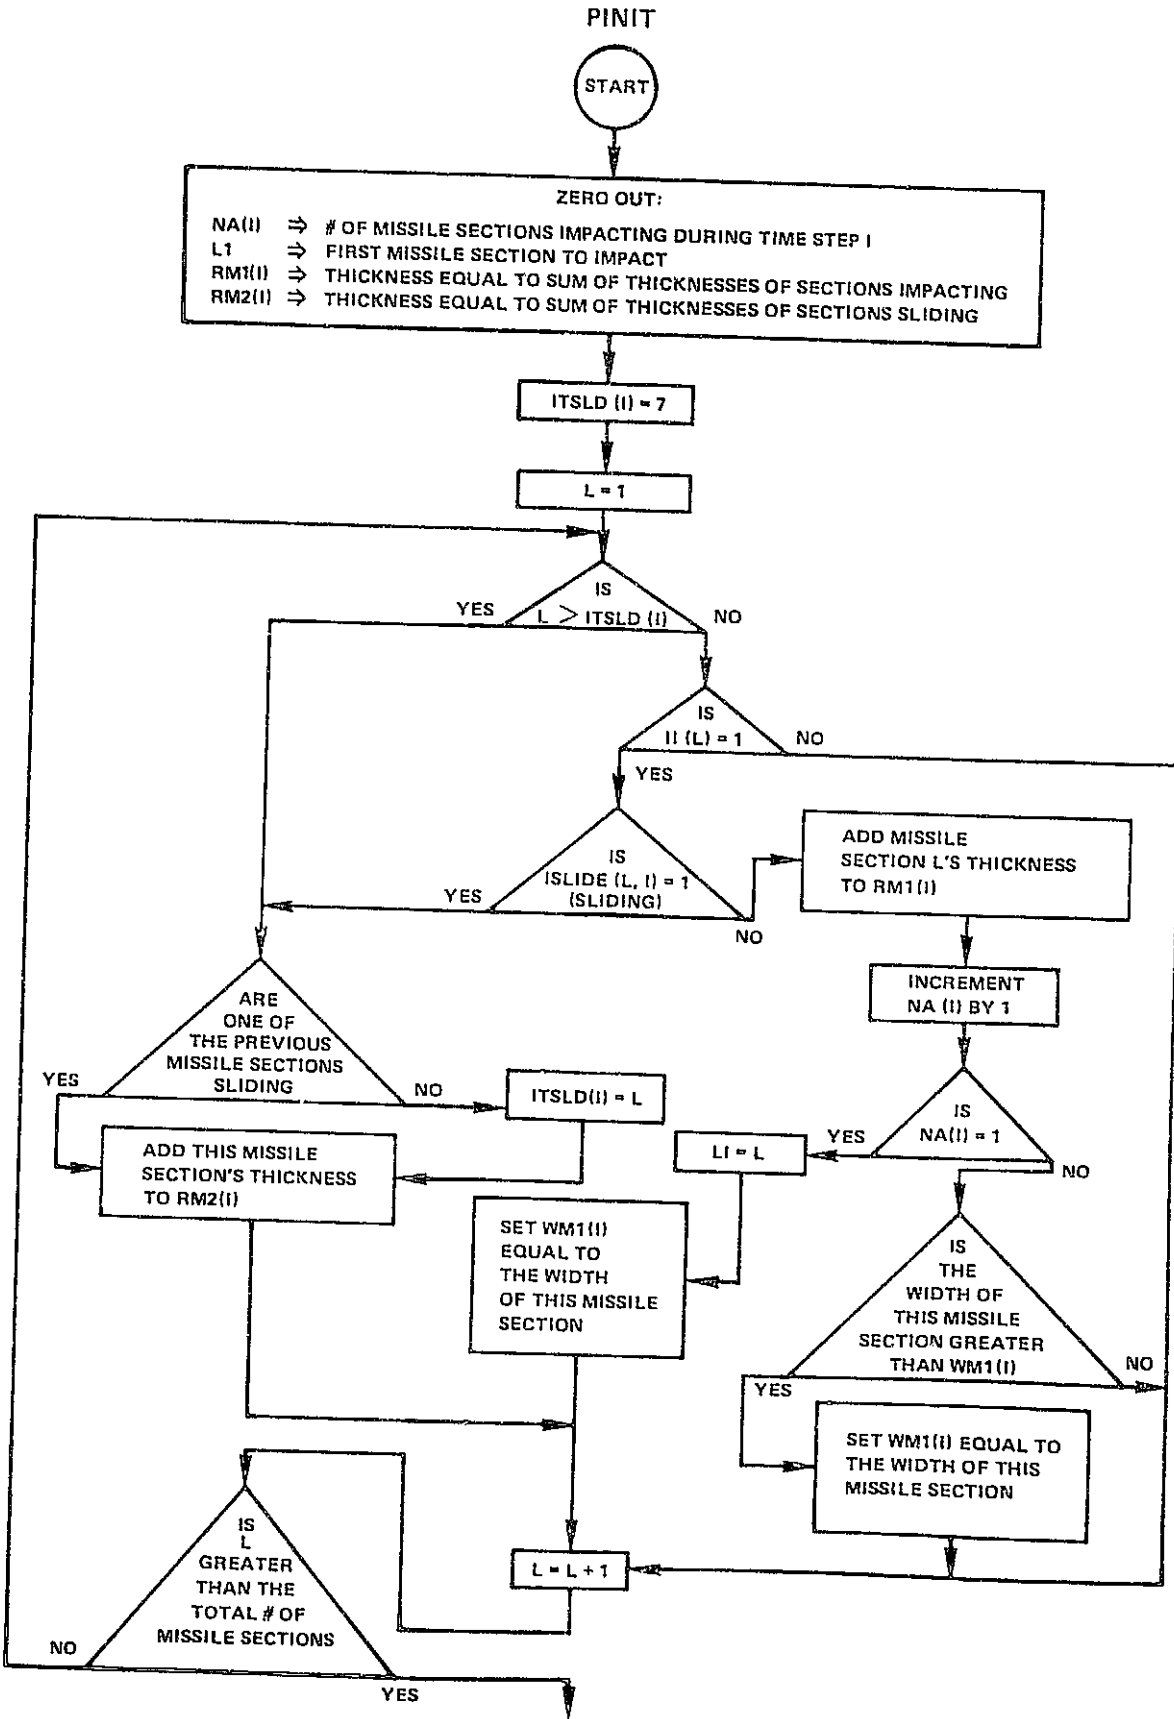 PINIT
START
ZERO OUT:
NA(I) ⇒ # OF MISSILE SECTIONS IMPACTING DURING TIME STEP I
L1 ⇒ FIRST MISSILE SECTION TO IMPACT
RM1(I) ⇒ THICKNESS EQUAL TO SUM OF THICKNESSES OF SECTIONS IMPACTING
RM2(I) ⇒ THICKNESS EQUAL TO SUM OF THICKNESSES OF SECTIONS SLIDING
ITSLD (I) = 7
L = 1
IS
L > ITSLD (I)
YES
NO
IS
II (L) = 1
NO
YES
IS
ISLIDE (L, I) = 1
(SLIDING)
YES
NO
ADD MISSILE
SECTION L'S THICKNESS
TO RM1(I)
INCREMENT
NA (I) BY 1
ARE
ONE OF
THE PREVIOUS
MISSILE SECTIONS
SLIDING
YES
NO
ITSLD(I) = L
ADD THIS MISSILE
SECTION'S THICKNESS
TO RM2(I)
IS
NA(I) = 1
YES
NO
LI = L
SET WM1(I)
EQUAL TO
THE WIDTH
OF THIS MISSILE
SECTION
IS
THE
WIDTH OF
THIS MISSILE
SECTION GREATER
THAN WM1(I)
YES
NO
SET WM1(I) EQUAL TO
THE WIDTH OF THIS
MISSILE SECTION
L = L + 1
IS
L
GREATER
THAN THE
TOTAL # OF
MISSILE SECTIONS
NO
YES